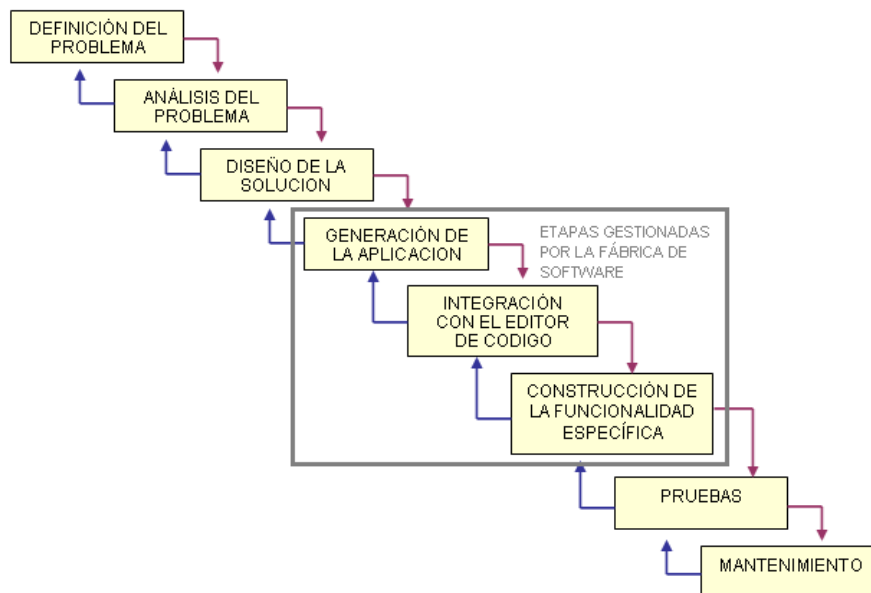 DEFINICIÓN DEL
PROBLEMA
ANÁLISIS DEL
PROBLEMA
DISEÑO DE LA
SOLUCION
GENERACIÓN DE
LA APLICACION
ETAPAS GESTIONADAS
POR LA FÁBRICA DE
SOFTWARE
INTEGRACIÓN
CON EL EDITOR
DE CODIGO
CONSTRUCCIÓN DE
LA FUNCIONALIDAD
ESPECÍFICA
PRUEBAS
MANTENIMIENTO